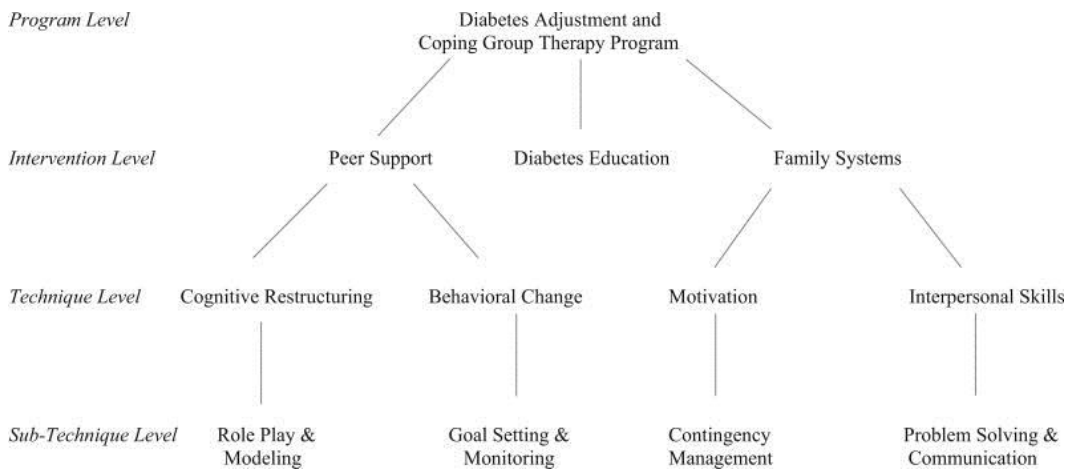 Program Level
Diabetes Adjustment and
Coping Group Therapy Program
Intervention Level
Peer Support
Diabetes Education
Family Systems
Technique Level
Cognitive Restructuring
Behavioral Change
Motivation
Interpersonal Skills
Sub-Technique Level
Role Play &
Modeling
Goal Setting &
Monitoring
Contingency
Management
Problem Solving &
Communication